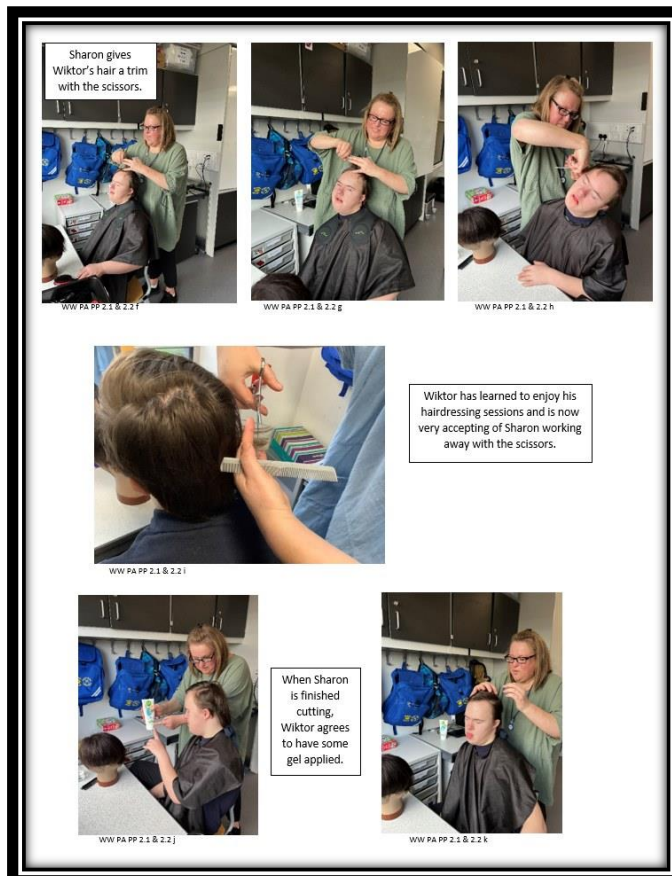 Sharon gives
Wiktor's hair a trim
with the scissors.
WW PA PP 2.1 & 2.2 f
WW PA PP 2.1 & 2.2 g
WW PA PP 2.1 & 2.2 h
Wiktor has learned to enjoy his
hairdressing sessions and is now
very accepting of Sharon working
away with the scissors.
WW PA PP 2.1 & 2.2 i
When Sharon
is finished
cutting,
Wiktor agrees
to have some
gel applied.
WW PA PP 2.1 & 2.2 j
WW PA PP 2.1 & 2.2 k